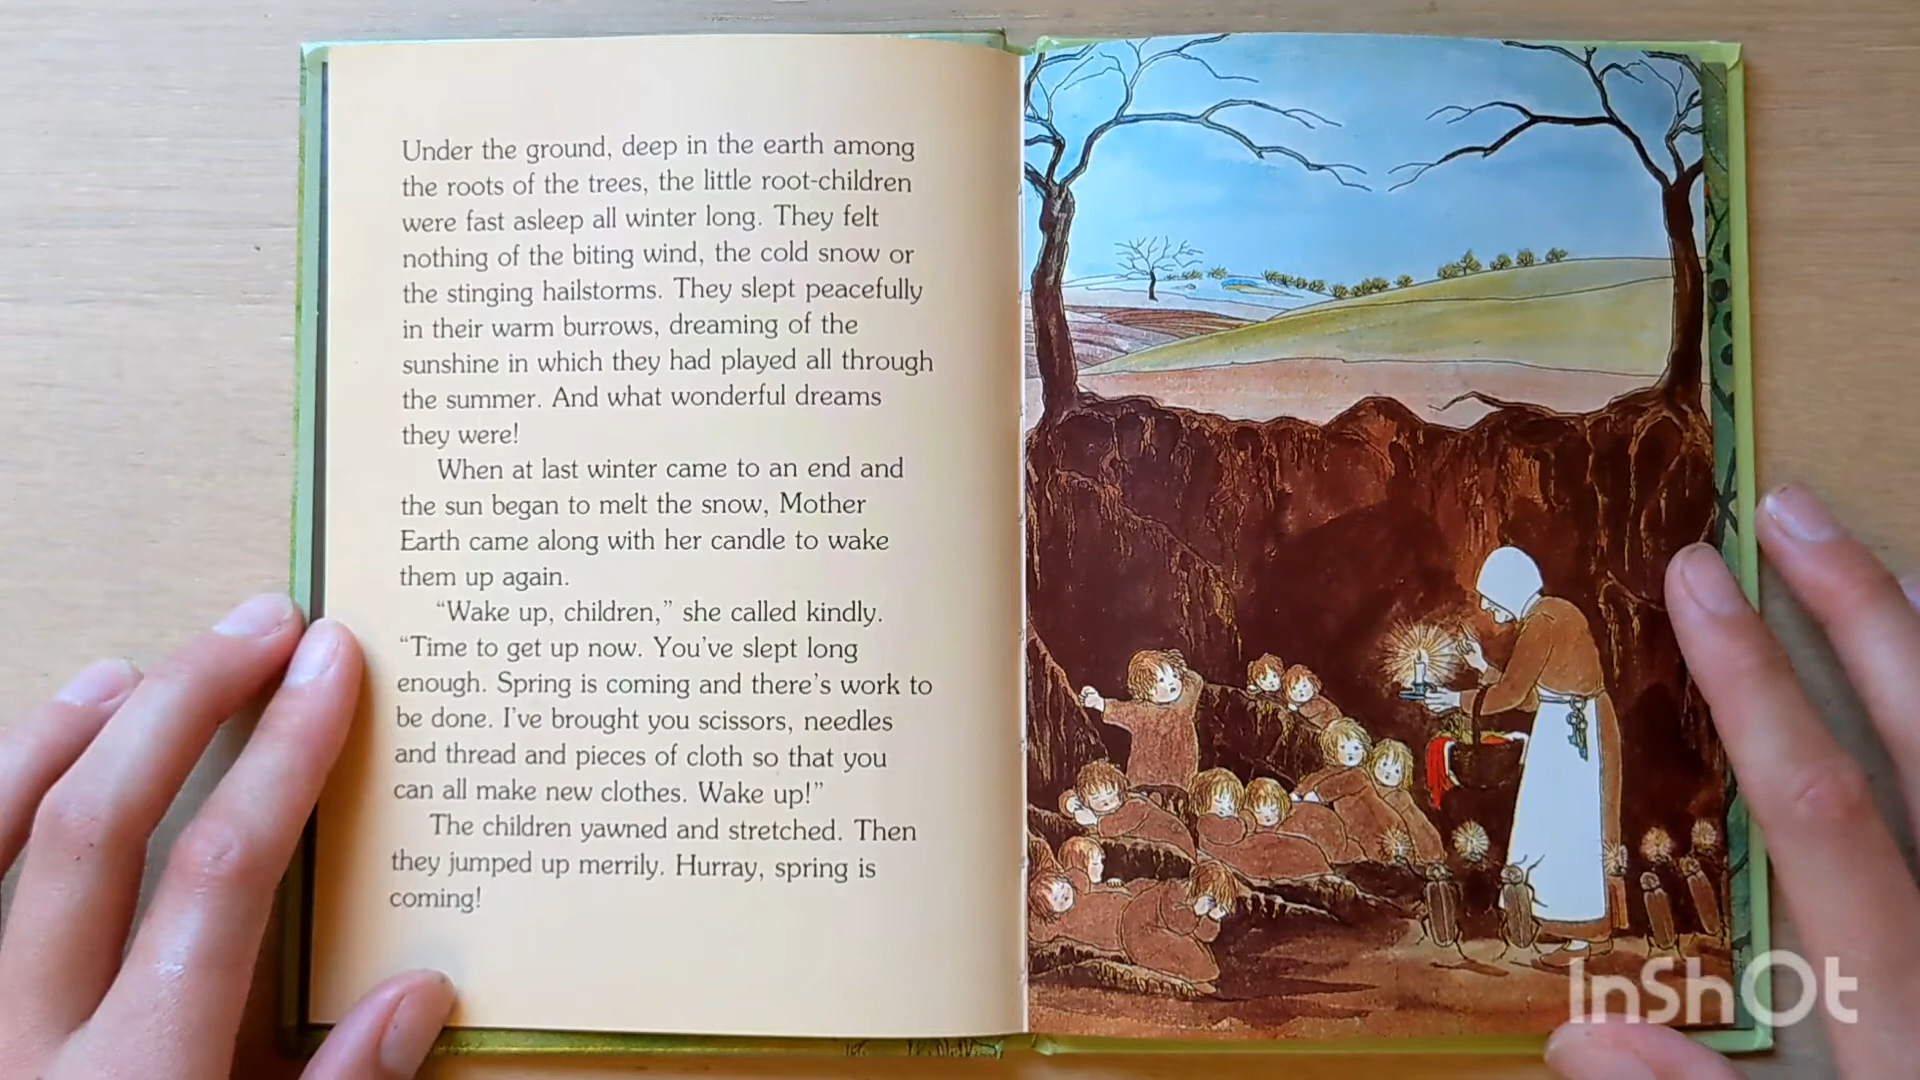 Under the ground, deep in the earth among
the roots of the trees, the little root-children
were fast asleep all winter long. They felt
nothing of the biting wind, the cold snow or
the stinging hailstorms. They slept peacefully
in their warm burrows, dreaming of the
sunshine in which they had played all through
the summer. And what wonderful dreams
they were!
When at last winter came to an end and
the sun began to melt the snow, Mother
Earth came along with her candle to wake
them up again.
“Wake up, children,” she called kindly.
“Time to get up now. You’ve slept long
enough. Spring is coming and there’s work to
be done. I’ve brought you scissors, needles
and thread and pieces of cloth so that you
can all make new clothes. Wake up!”
The children yawned and stretched. Then
they jumped up merrily. Hurray, spring is
coming!
InShOt